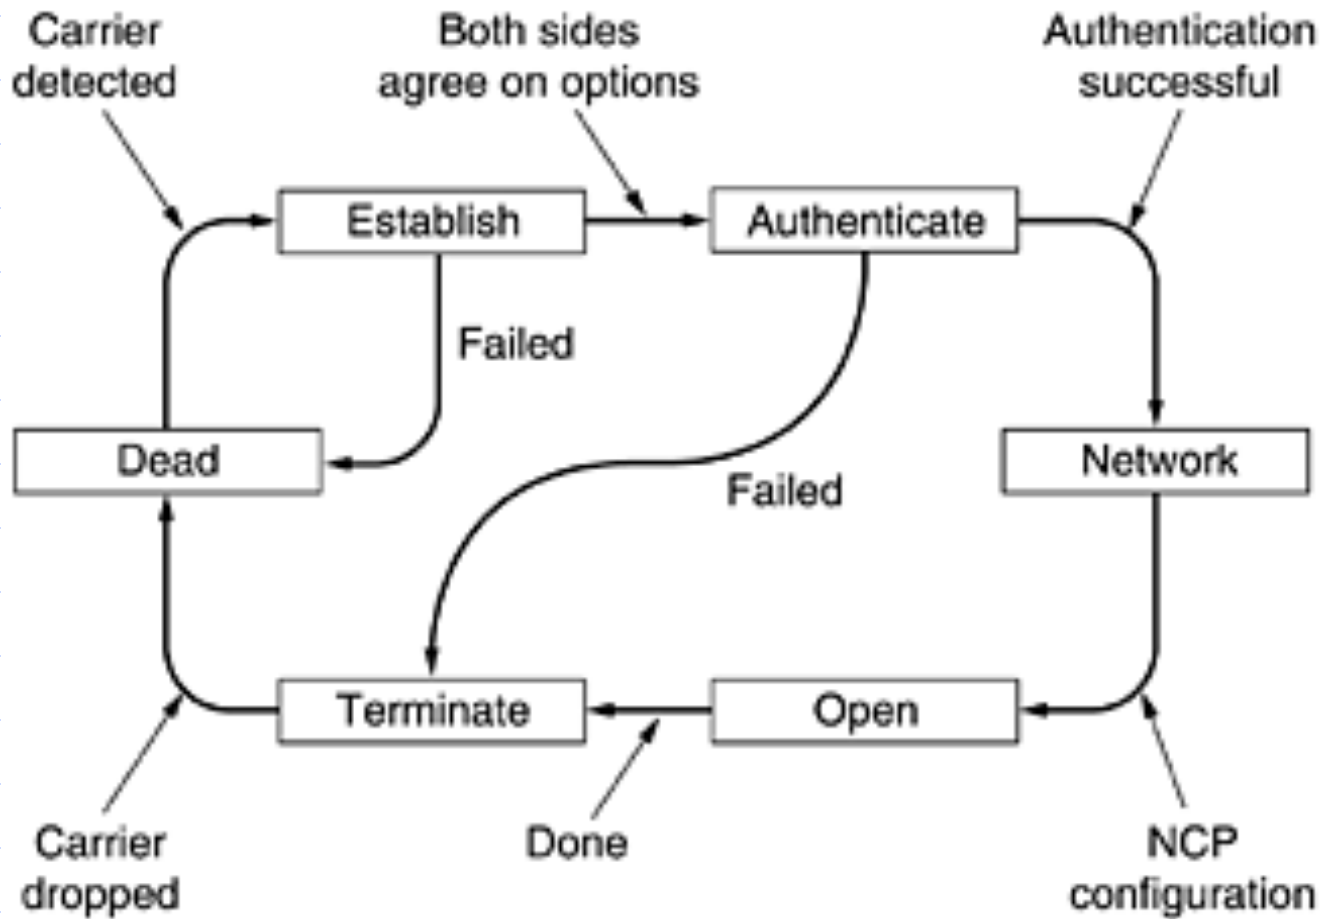 Carrier
detected
Both sides
agree on options
Authentication
successful
Establish
Authenticate
Failed
Dead
Network
Failed
Terminate
Open
Carrier
dropped
Done
NCP
configuration